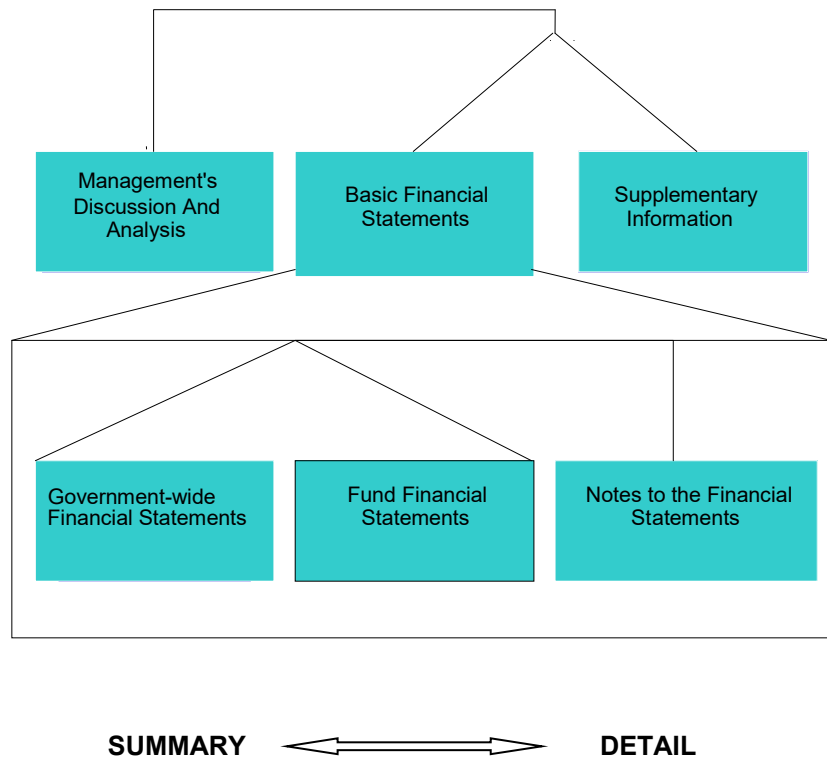 Management's
Discussion And
Analysis
Basic Financial
Statements
Supplementary
Information
Government-wide
Financial Statements
Fund Financial
Statements
Notes to the Financial
Statements
SUMMARY
DETAIL